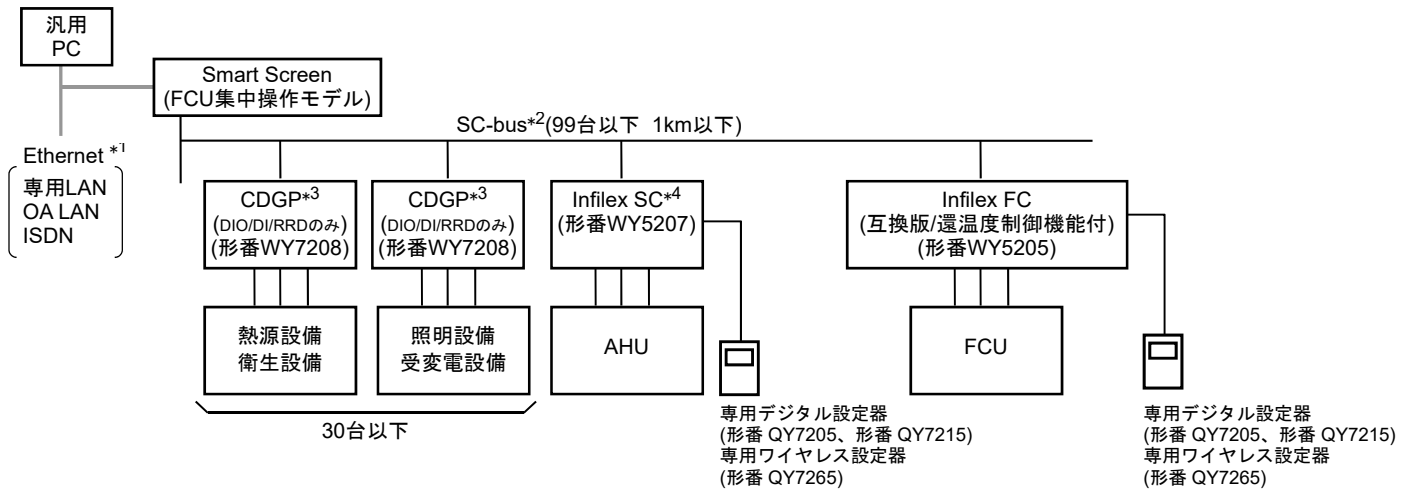 汎用
PC
Smart Screen
(FCU集中操作モデル)
SC-bus*2(99台以下 1km以下)
Ethernet *1
専用LAN
OA LAN
ISDN
CDGP*3
(DIO/DI/RRDのみ)
(形番WY7208)
CDGP*3
(DIO/DI/RRDのみ)
(形番WY7208)
Infilex SC*4
(形番WY5207)
Infilex FC
(互換版/還温度制御機能付)
(形番WY5205)
熱源設備
衛生設備
照明設備
受変電設備
AHU
FCU
30台以下
専用デジタル設定器
(形番 QY7205、形番 QY7215)
専用ワイヤレス設定器
(形番 QY7265)
専用デジタル設定器
(形番 QY7205、形番 QY7215)
専用ワイヤレス設定器
(形番 QY7265)